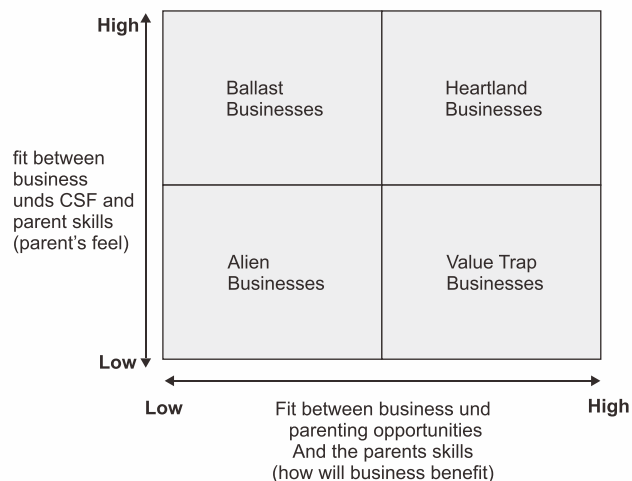 High
Ballast
Businesses
Heartland
Businesses
fit between
business
unds CSF and
parent skills
(parent’s feel)
Alien
Businesses
Value Trap
Businesses
Low
Low
High
Fit between business und
parenting opportunities
And the parents skills
(how will business benefit)